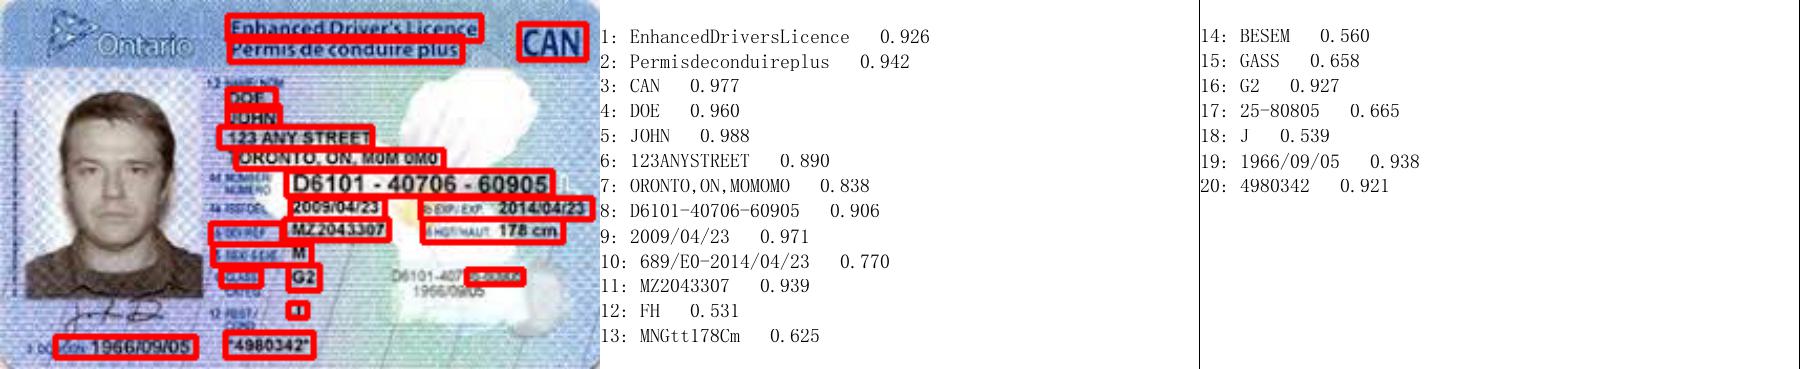 Ontario
Enhanced Driver's Licence
Permis de conduire plus
CAN
1,2 NAME/NOM
DOE
JOHN
123 ANY STREET
TORONTO, ON, M0M 0M0
4d NUMBER/
NUMERO
D6101 - 40706 - 60905
4a ISS/DEL
2009/04/23
4b EXP./EXP.
2014/04/23
5 DD/REF
MZ2043307
16 HGT/HAUT
178 cm
15 SEX/SEXE
M
9 CLASS/
CATEG.
G2
D6101-407
1966/09/05
12 REST./
COND.
1966/09/05
*4980342*
1: EnhancedDriversLicence 0.926
2: Permisdeconduireplus 0.942
3: CAN 0.977
4: DOE 0.960
5: JOHN 0.988
6: 123ANYSTREET 0.890
7: ORONTO,ON,MOMOMO 0.838
8: D6101-40706-60905 0.906
9: 2009/04/23 0.971
10: 689/E0-2014/04/23 0.770
11: MZ2043307 0.939
12: FH 0.531
13: MNGtt178Cm 0.625
14: BESEM 0.560
15: GASS 0.658
16: G2 0.927
17: 25-80805 0.665
18: J 0.539
19: 1966/09/05 0.938
20: 4980342 0.921